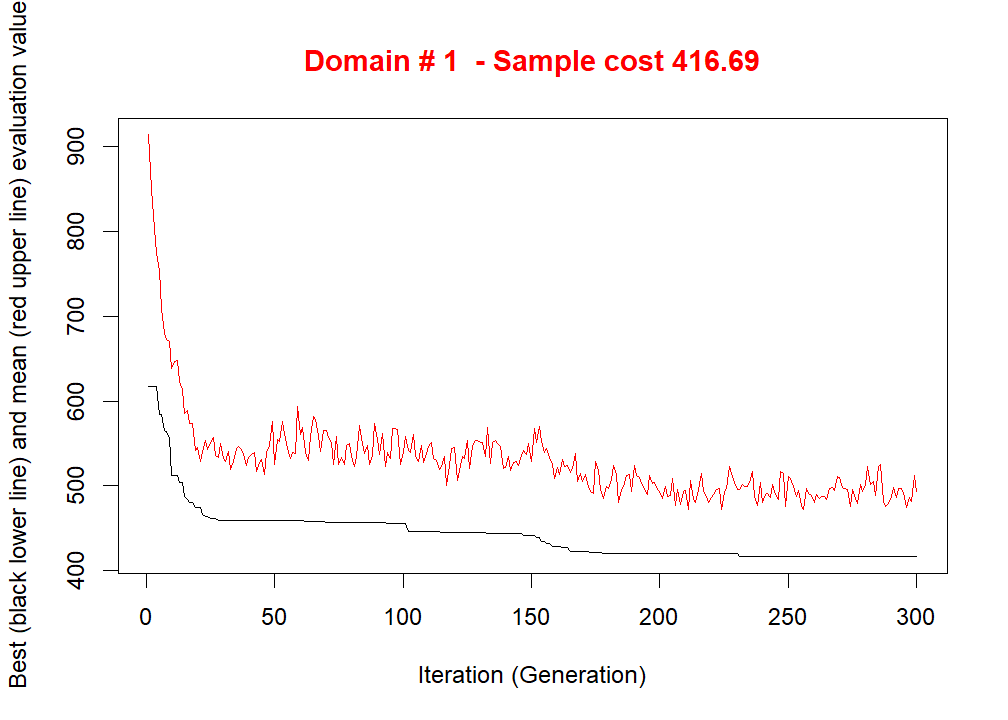 Domain # 1  - Sample cost 416.69
Best (black lower line) and mean (red upper line) evaluation value
900
800
700
600
500
400
0 50 100 150 200 250 300
Iteration (Generation)